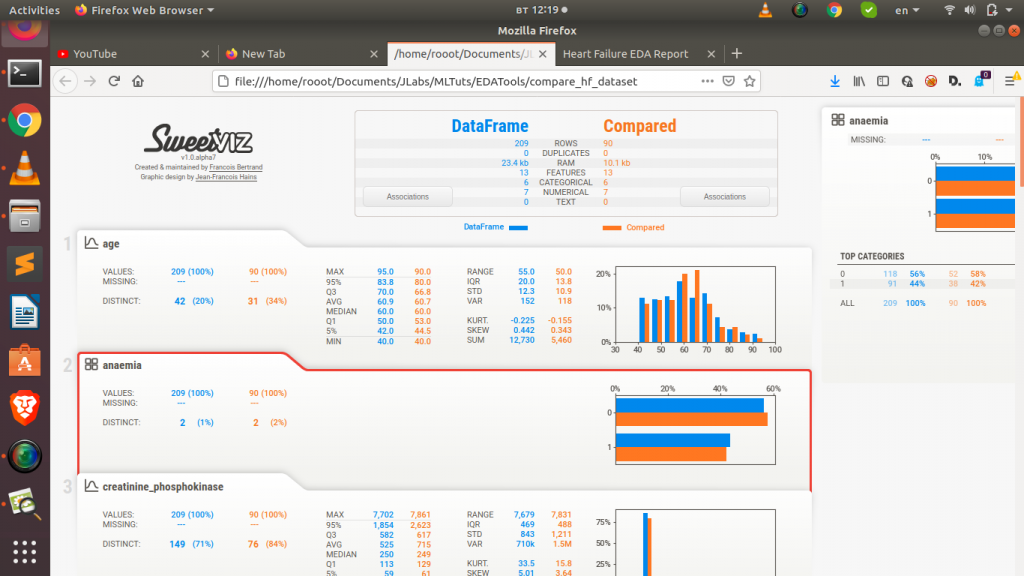 Activities Firefox Web Browser вт 12:19 en
Mozilla Firefox
YouTube New Tab /home/rooot/Documents/JL Heart Failure EDA Report
file:///home/rooot/Documents/JLabs/MLTuts/EDATools/compare_hf_dataset
SweetVIZ
v1.0.alpha7
Created & maintained by Francois Bertrand
Graphic design by Jean-Francois Hains
DataFrame Compared
209 ROWS 90
0 DUPLICATES 0
23.4 kb RAM 10.1 kb
13 FEATURES 13
6 CATEGORICAL 6
7 NUMERICAL 7
0 TEXT 0
Associations Associations
DataFrame Compared
1 age
VALUES: 209 (100%) 90 (100%)
MISSING: --- ---
DISTINCT: 42 (20%) 31 (34%)
MAX 95.0 90.0
95% 83.8 80.0
Q3 70.0 66.8
AVG 60.9 60.7
MEDIAN 60.0 60.0
Q1 50.0 53.0
5% 42.0 44.5
MIN 40.0 40.0
RANGE 55.0 50.0
IQR 20.0 13.8
STD 12.3 10.9
VAR 152 118
KURT. -0.225 -0.155
SKEW 0.442 0.343
SUM 12,730 5,460
20%
10%
0%
30 40 50 60 70 80 90 100
2 anaemia
VALUES: 209 (100%) 90 (100%)
MISSING: --- ---
DISTINCT: 2 (1%) 2 (2%)
0% 20% 40% 60%
0
1
3 creatinine_phosphokinase
VALUES: 209 (100%) 90 (100%)
MISSING: --- ---
DISTINCT: 149 (71%) 76 (84%)
MAX 7,702 7,861
95% 1,854 2,623
Q3 582 617
AVG 525 715
MEDIAN 250 249
Q1 113 129
5% 59 61
RANGE 7,679 7,831
IQR 469 488
STD 843 1,211
VAR 710k 1.5M
KURT. 33.5 15.8
SKEW 5.01 3.64
75%
50%
25%
anaemia
MISSING: --- ---
0% 10%
0
1
TOP CATEGORIES
0 118 56% 52 58%
1 91 44% 38 42%
ALL 209 100% 90 100%